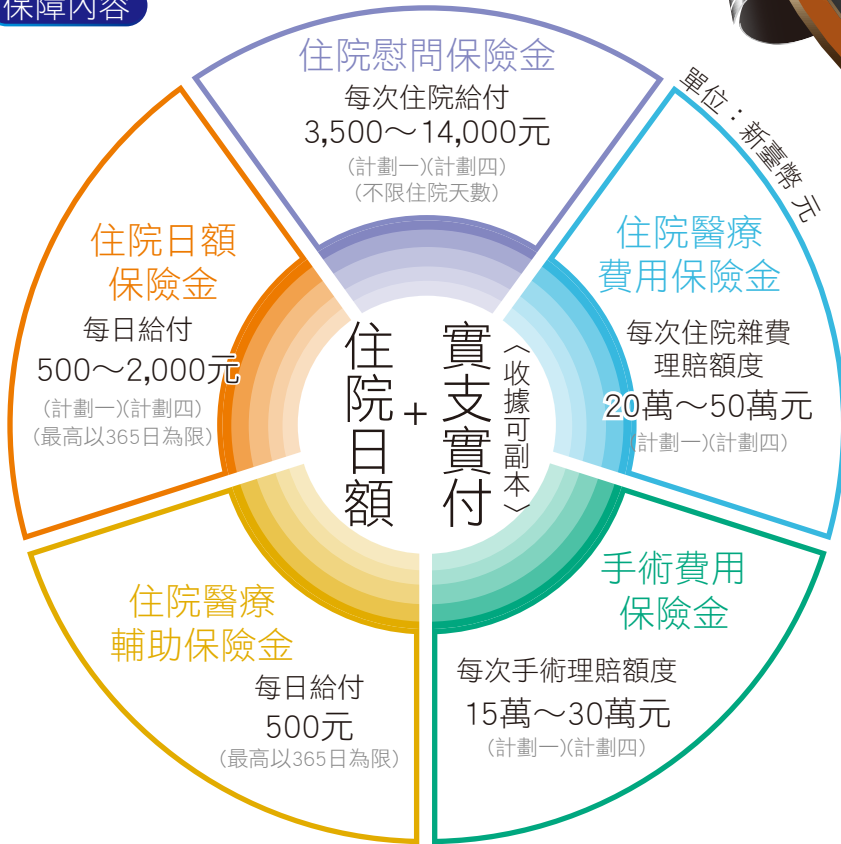 保障內容
單位：新臺幣 元
住院慰問保險金
每次住院給付
3,500～14,000元
(計劃一)(計劃四)
(不限住院天數)
住院醫療
費用保險金
每次住院雜費
理賠額度
20萬～50萬元
(計劃一)(計劃四)
手術費用
保險金
每次手術理賠額度
15萬～30萬元
(計劃一)(計劃四)
住院醫療
輔助保險金
每日給付
500元
(最高以365日為限)
住院日額
保險金
每日給付
500～2,000元
(計劃一)(計劃四)
(最高以365日為限)
住院日額
+
實支實付
〈收據可副本〉